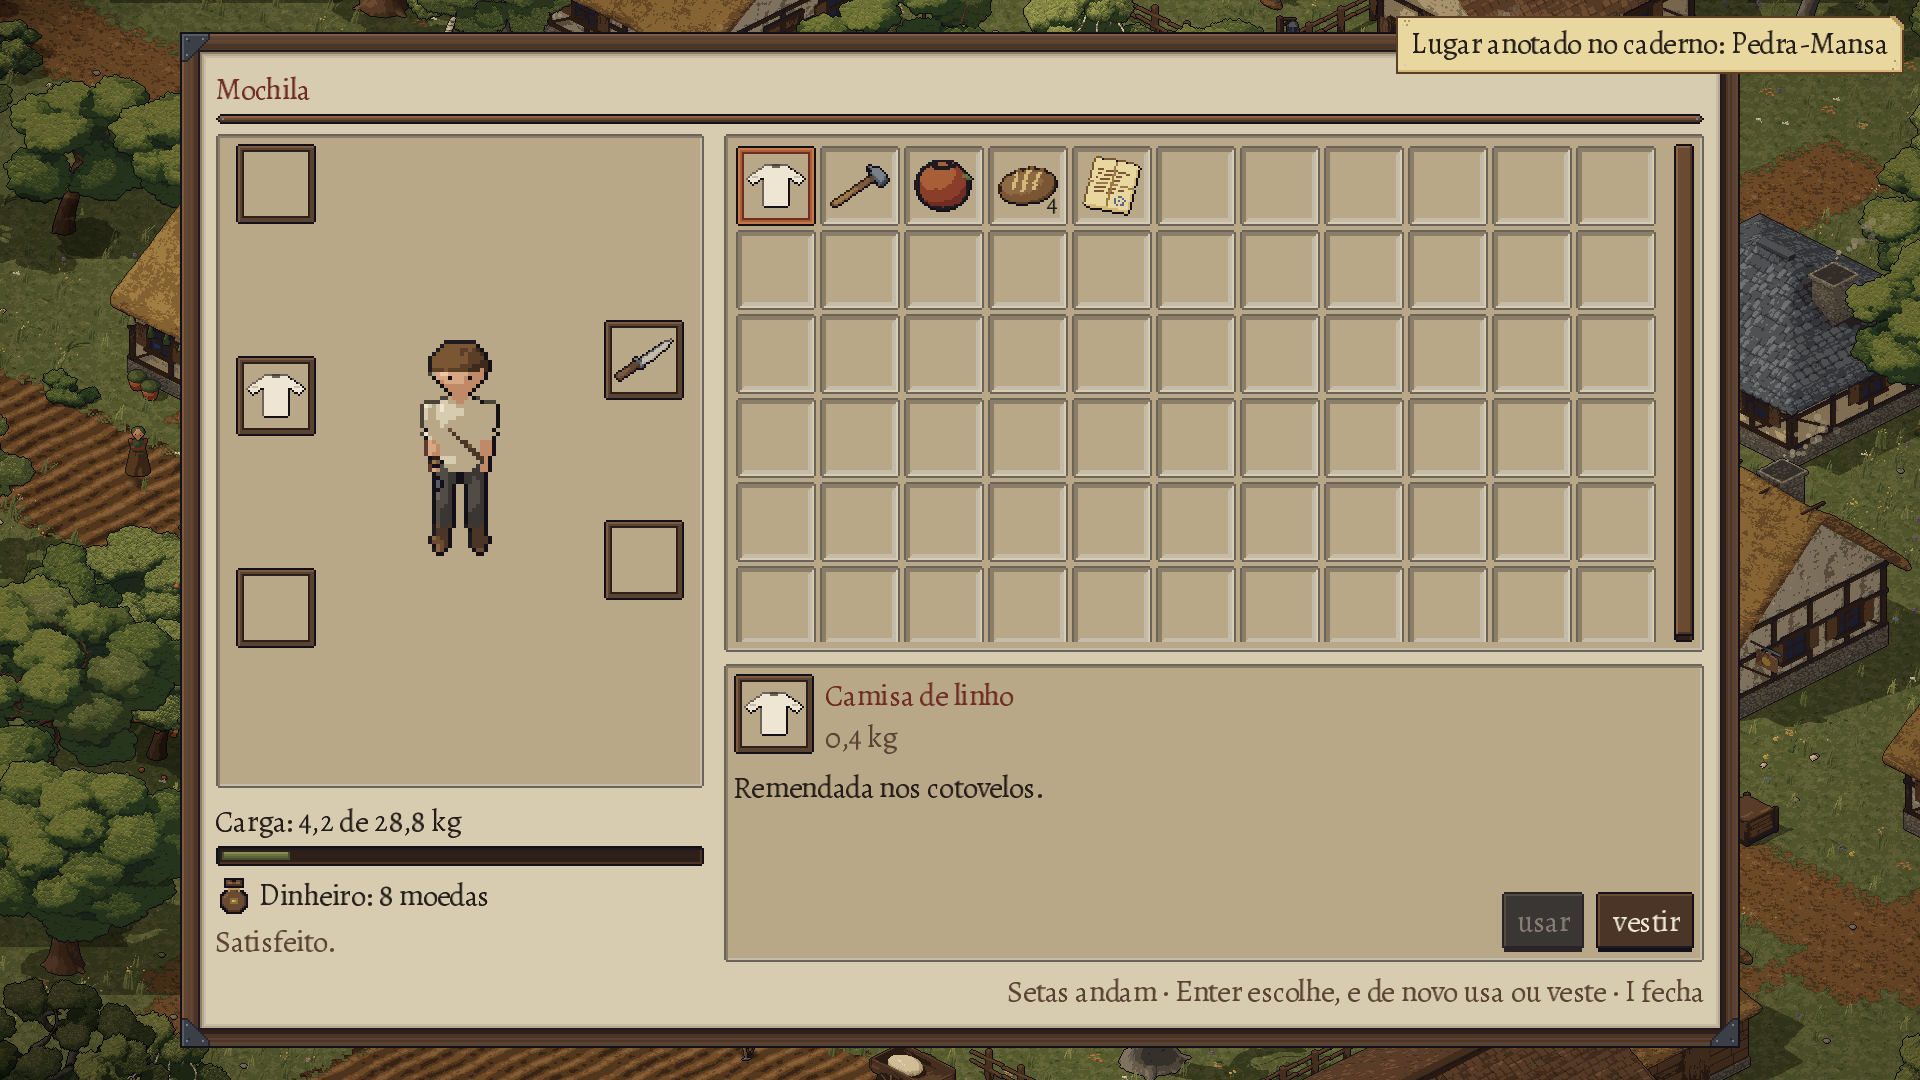 Lugar anotado no caderno: Pedra-Mansa
Mochila
4
Camisa de linho
0,4 kg
Remendada nos cotovelos.
Carga: 4,2 de 28,8 kg
Dinheiro: 8 moedas
Satisfeito.
usar
vestir
Setas andam · Enter escolhe, e de novo usa ou veste · I fecha